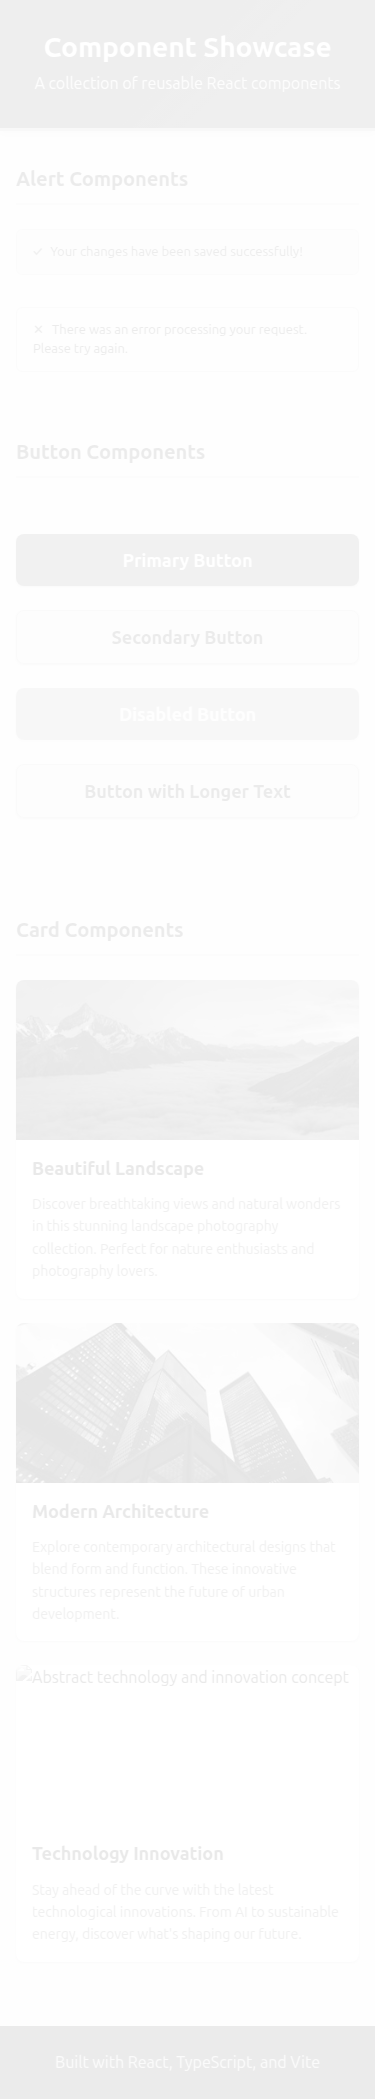 Component Showcase
A collection of reusable React components
Alert Components
✓ Your changes have been saved successfully!
✕ There was an error processing your request.
Please try again.
Button Components
Primary Button
Secondary Button
Disabled Button
Button with Longer Text
Card Components
Beautiful Landscape
Discover breathtaking views and natural wonders
in this stunning landscape photography
collection. Perfect for nature enthusiasts and
photography lovers.
Modern Architecture
Explore contemporary architectural designs that
blend form and function. These innovative
structures represent the future of urban
development.
Abstract technology and innovation concept
Technology Innovation
Stay ahead of the curve with the latest
technological innovations. From AI to sustainable
energy, discover what's shaping our future.
Built with React, TypeScript, and Vite